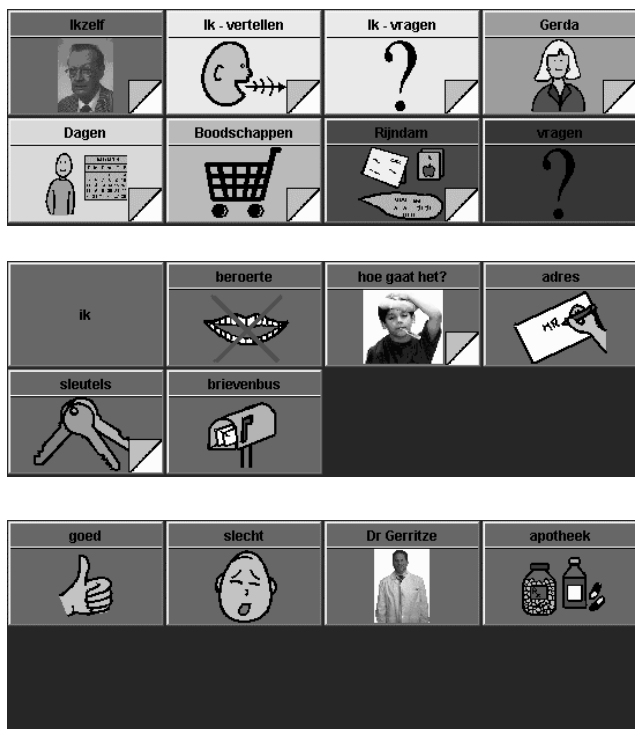 Ikzelf
Ik - vertellen
Ik - vragen
Gerda
Dagen
Boodschappen
Rijndam
vragen
ik
beroerte
hoe gaat het?
adres
sleutels
brievenbus
MR
goed
slecht
Dr Gerritze
apotheek